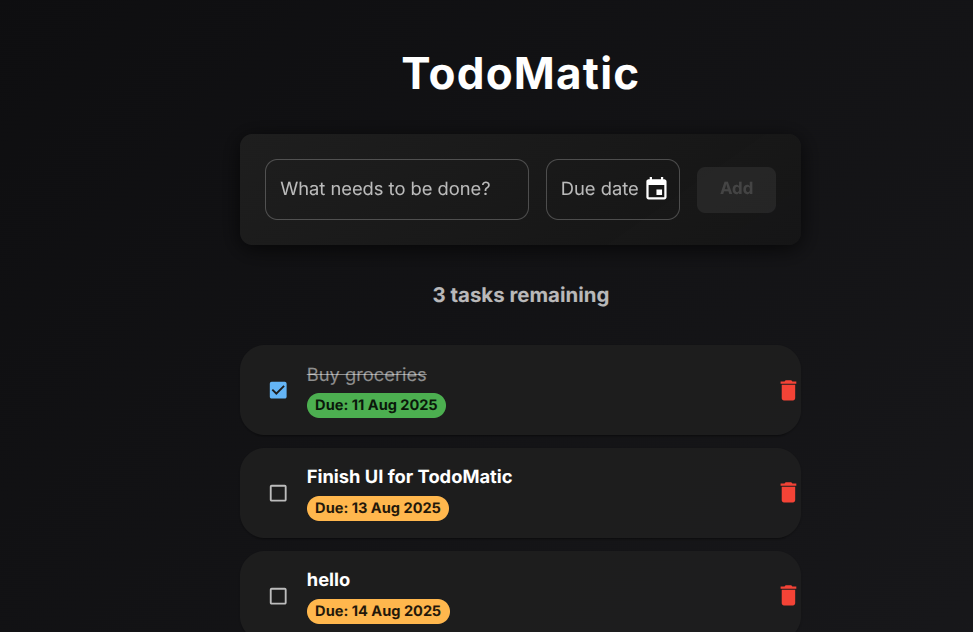 TodoMatic
What needs to be done?
Due date
Add
3 tasks remaining
Buy groceries
Due: 11 Aug 2025
Finish UI for TodoMatic
Due: 13 Aug 2025
hello
Due: 14 Aug 2025